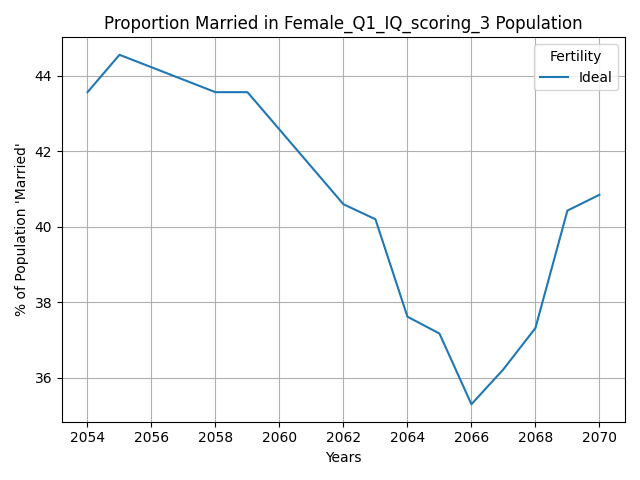 Proportion Married in Female_Q1_IQ_scoring_3 Population
Fertility
Ideal
% of Population 'Married'
44
42
40
38
36
2054 2056 2058 2060 2062 2064 2066 2068 2070
Years